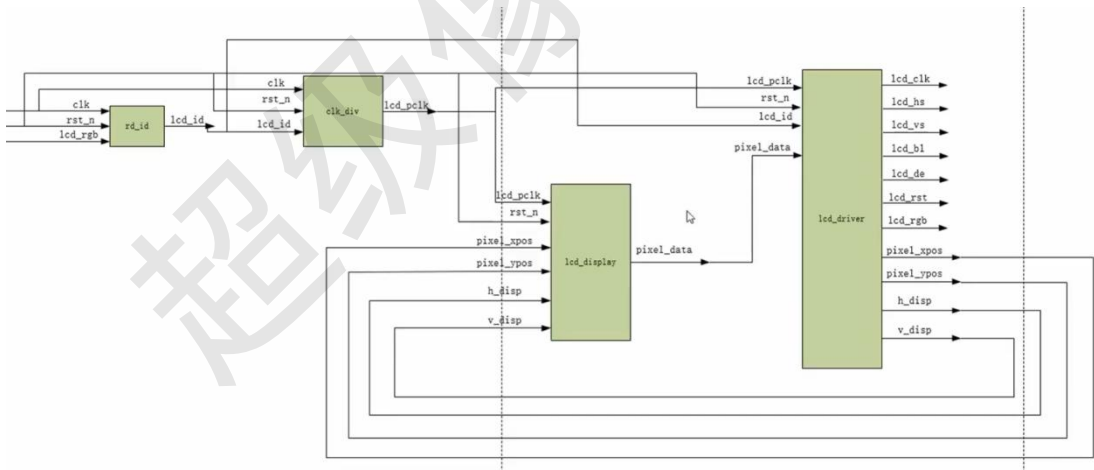 clk
rst_n
lcd_rgb
rd_id
lcd_id
clk
rst_n
lcd_id
clk_div
lcd_pclk
lcd_pclk
rst_n
lcd_id
pixel_data
lcd_driver
lcd_clk
lcd_hs
lcd_vs
lcd_bl
lcd_de
lcd_rst
lcd_rgb
pixel_xpos
pixel_ypos
h_disp
v_disp
lcd_pclk
rst_n
pixel_xpos
pixel_ypos
h_disp
v_disp
lcd_display
pixel_data
超级像